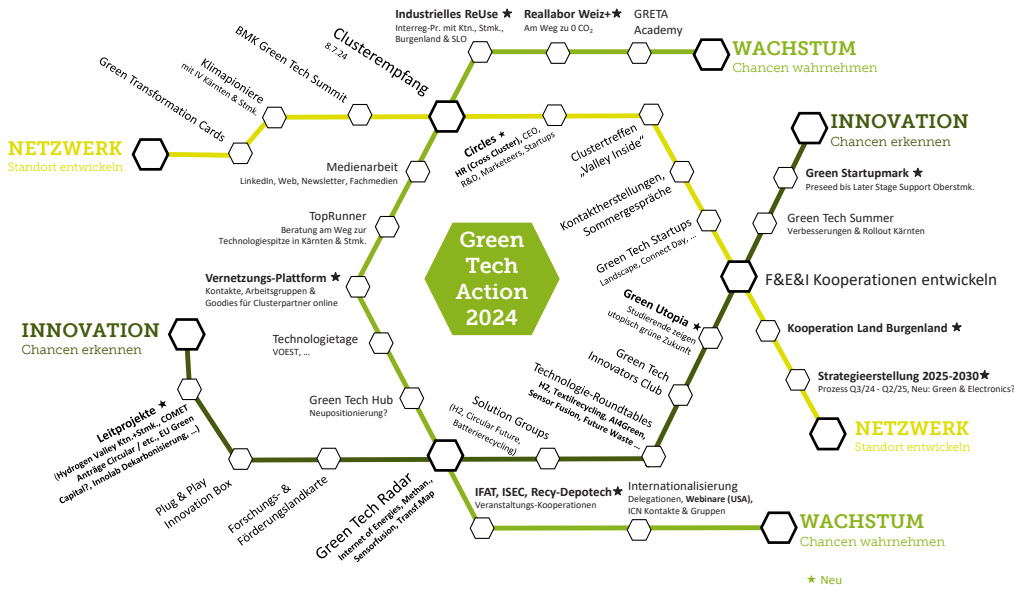 Industrielles ReUse ★
Interreg-Pr. mit Ktn., Stmk.,
Burgenland & SLO
Reallabor Weiz+ ★
Am Weg zu 0 CO₂
GRETA
Academy
WACHSTUM
Chancen wahrnehmen
Clusterempfang
8.7.24
BMK Green Tech Summit
Klimapioniere
mit IV Kärnten & Stmk.
Green Transformation Cards
NETZWERK
Standort entwickeln
Circles ★
HR (Cross Cluster), CEO,
R&D, Marketeers, Startups
Clustertreffen
„Valley Inside“
INNOVATION
Chancen erkennen
Green Startupmark ★
Preseed bis Later Stage Support Oberstmk.
Green Tech Summer
Verbesserungen & Rollout Kärnten
Medienarbeit
LinkedIn, Web, Newsletter, Fachmedien
Kontaktherstellungen,
Sommergespräche
TopRunner
Beratung am Weg zur
Technologiespitze in Kärnten & Stmk.
Green Tech Startups
Landscape, Connect Day, ...
Green
Tech
Action
2024
Vernetzungs-Plattform ★
Kontakte, Arbeitsgruppen &
Goodies für Clusterpartner online
F&E&I Kooperationen entwickeln
Green Utopia ★
Studierende zeigen
utopisch grüne Zukunft
INNOVATION
Chancen erkennen
Technologietage
VOEST, ...
Kooperation Land Burgenland ★
Green Tech
Innovators Club
Strategieerstellung 2025-2030★
Prozess Q3/24 - Q2/25, Neu: Green & Electronics?
Green Tech Hub
Neupositionierung?
Technologie-Roundtables
H2, Textilrecycling, AI4Green,
Sensor Fusion, Future Waste ...
Solution Groups
(H2, Circular Future,
Batterierecycling)
NETZWERK
Standort entwickeln
Leitprojekte ★
(Hydrogen Valley Ktn.+Stmk., COMET
Anträge Circular / etc., EU Green
Capital?, Innolab Dekarbonisierung, ...)
Plug & Play
Innovation Box
Forschungs- &
Förderungslandkarte
Green Tech Radar
Internet of Energies, Methan.,
Sensorfusion, Transf.Map
IFAT, ISEC, Recy-Depotech★
Veranstaltungs-Kooperationen
Internationalisierung
Delegationen, Webinare (USA),
ICN Kontakte & Gruppen
WACHSTUM
Chancen wahrnehmen
★ Neu